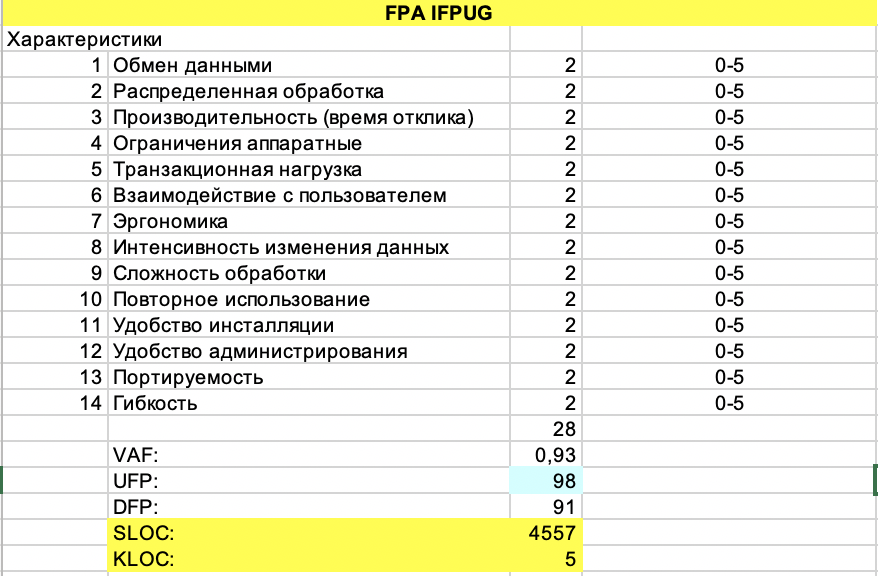 FPA IFPUG
Характеристики
1 Обмен данными 2 0-5
2 Распределенная обработка 2 0-5
3 Производительность (время отклика) 2 0-5
4 Ограничения аппаратные 2 0-5
5 Транзакционная нагрузка 2 0-5
6 Взаимодействие с пользователем 2 0-5
7 Эргономика 2 0-5
8 Интенсивность изменения данных 2 0-5
9 Сложность обработки 2 0-5
10 Повторное использование 2 0-5
11 Удобство инсталляции 2 0-5
12 Удобство администрирования 2 0-5
13 Портируемость 2 0-5
14 Гибкость 2 0-5
28
VAF: 0,93
UFP: 98
DFP: 91
SLOC: 4557
KLOC: 5